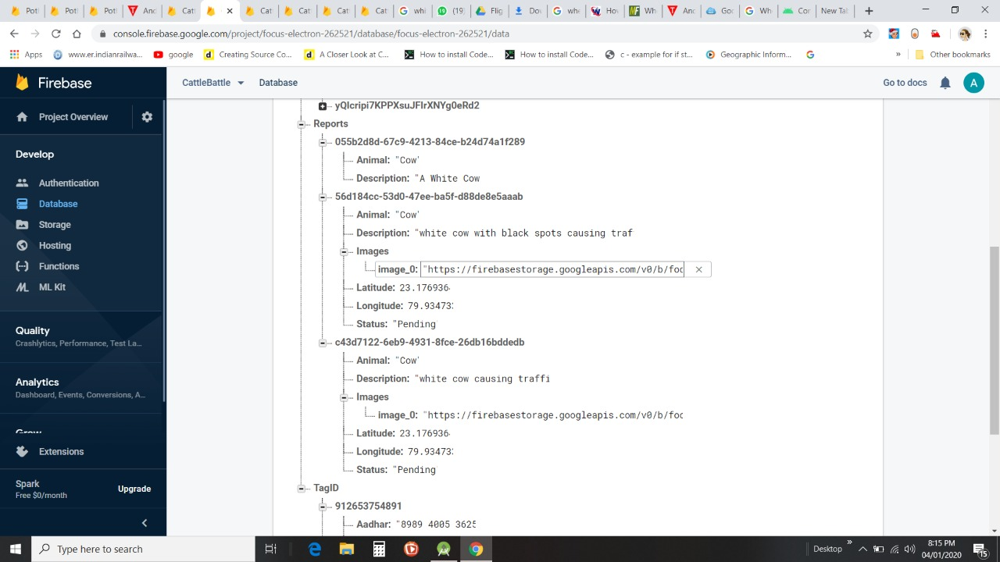 Pot
Pot
Pot
And
Catt
Cat
Cat
Cat
Cat
Cat
whi
(19
Flig
Dov
whe
Hov
Wh
And
Goo
Wh
Cor
New Ta
console.firebase.google.com/project/focus-electron-262521/database/focus-electron-262521/data
Apps
www.er.indianrailwa...
google
Creating Source Co...
A Closer Look at C...
How to install Code...
How to install Code...
c - example for if st...
Geographic Inform...
»
Other bookmarks
Firebase
CattleBattle
Database
Go to docs
A
Project Overview
Develop
Authentication
Database
Storage
Hosting
Functions
ML Kit
Quality
Crashlytics, Performance, Test La...
Analytics
Dashboard, Events, Conversions, A...
Grow
Extensions
Spark
Free $0/month
Upgrade
yQlcripi7KPPXsuJFIrXNYg0eRd2
Reports
055b2d8d-67c9-4213-84ce-b24d74a1f289
Animal: "Cow"
Description: "A White Cow
56d184cc-53d0-47ee-ba5f-d88de8e5aaab
Animal: "Cow"
Description: "white cow with black spots causing traf
Images
image_0: "https://firebasestorage.googleapis.com/v0/b/foc
Latitude: 23.176936
Longitude: 79.93473
Status: "Pending
c43d7122-6eb9-4931-8fce-26db16bddedb
Animal: "Cow"
Description: "white cow causing traffi
Images
image_0: "https://firebasestorage.googleapis.com/v0/b/foc
Latitude: 23.176936
Longitude: 79.93473
Status: "Pending
TagID
912653754891
Aadhar: "8989 4005 3625
Type here to search
Desktop
»
8:15 PM
04/01/2020
15